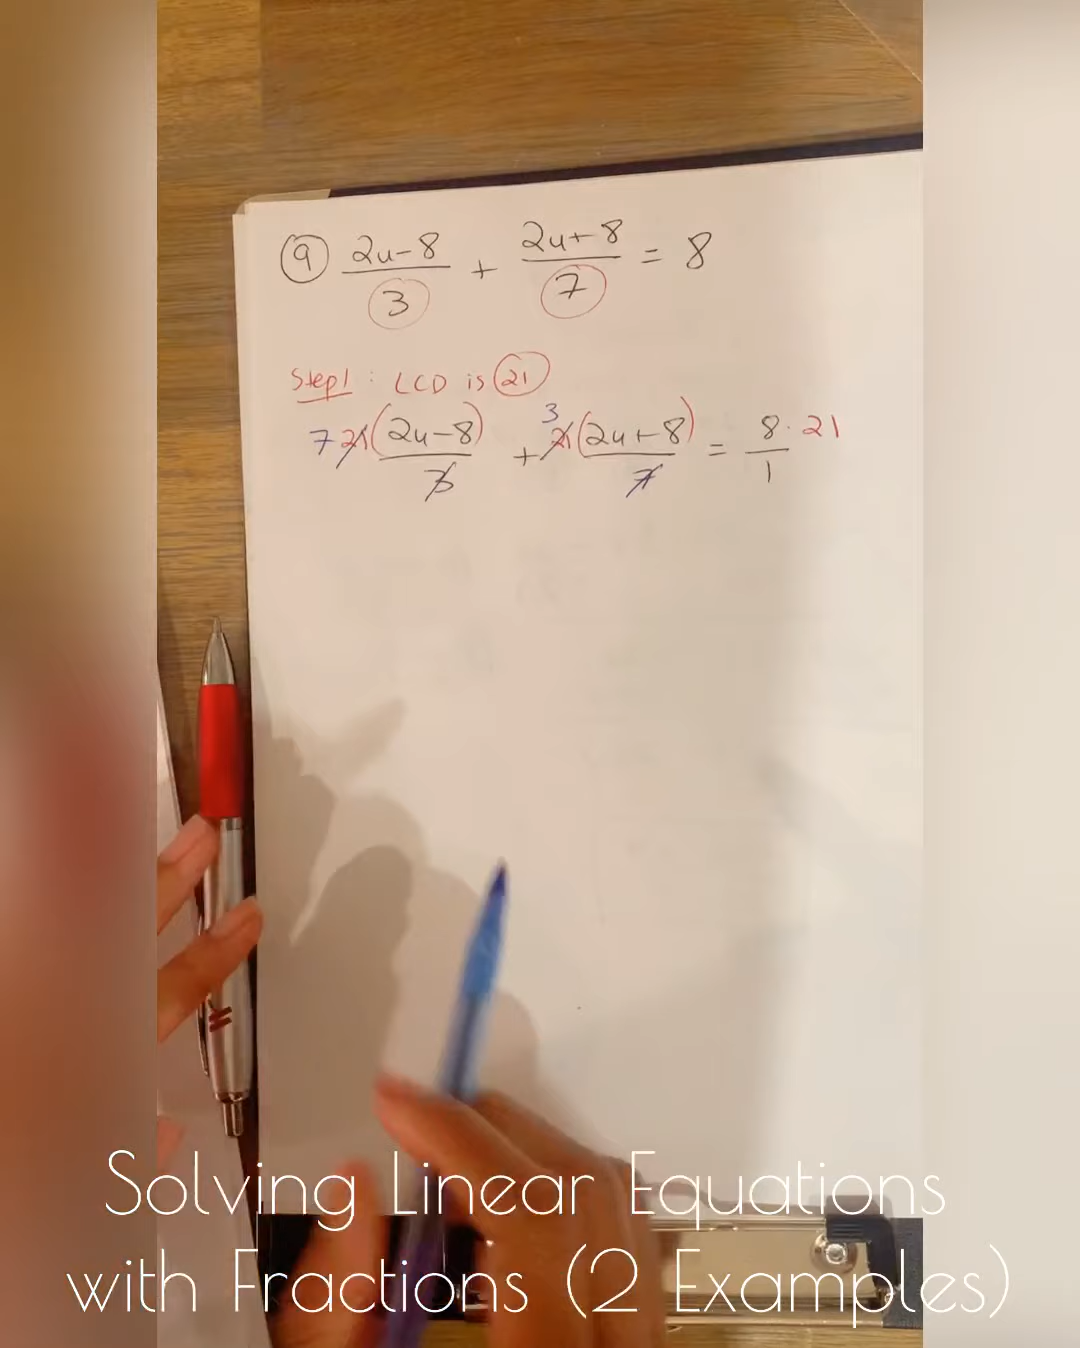 9 (2u-8)/3 + (2u+8)/7 = 8
Step 1: LCD is 21
7 21(2u-8)/3 + 3 21(2u+8)/7 = 8/1 · 21
Solving Linear Equations
with Fractions (2 Examples)